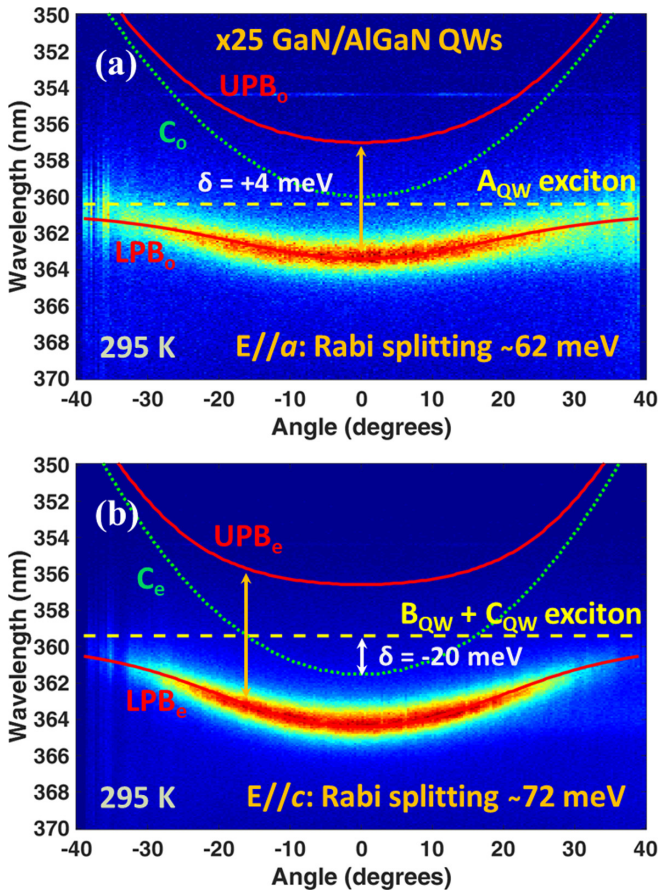 350
352
354
356
358
360
362
364
366
368
370
Wavelength (nm)
(a)
x25 GaN/AlGaN QWs
UPBo
Co
δ = +4 meV
AQW exciton
LPBo
295 K
E//a: Rabi splitting ~62 meV
-40 -30 -20 -10 0 10 20 30 40
Angle (degrees)
350
352
354
356
358
360
362
364
366
368
370
Wavelength (nm)
(b)
UPBe
Ce
BQW + CQW exciton
δ = -20 meV
LPBe
295 K
E//c: Rabi splitting ~72 meV
-40 -30 -20 -10 0 10 20 30 40
Angle (degrees)